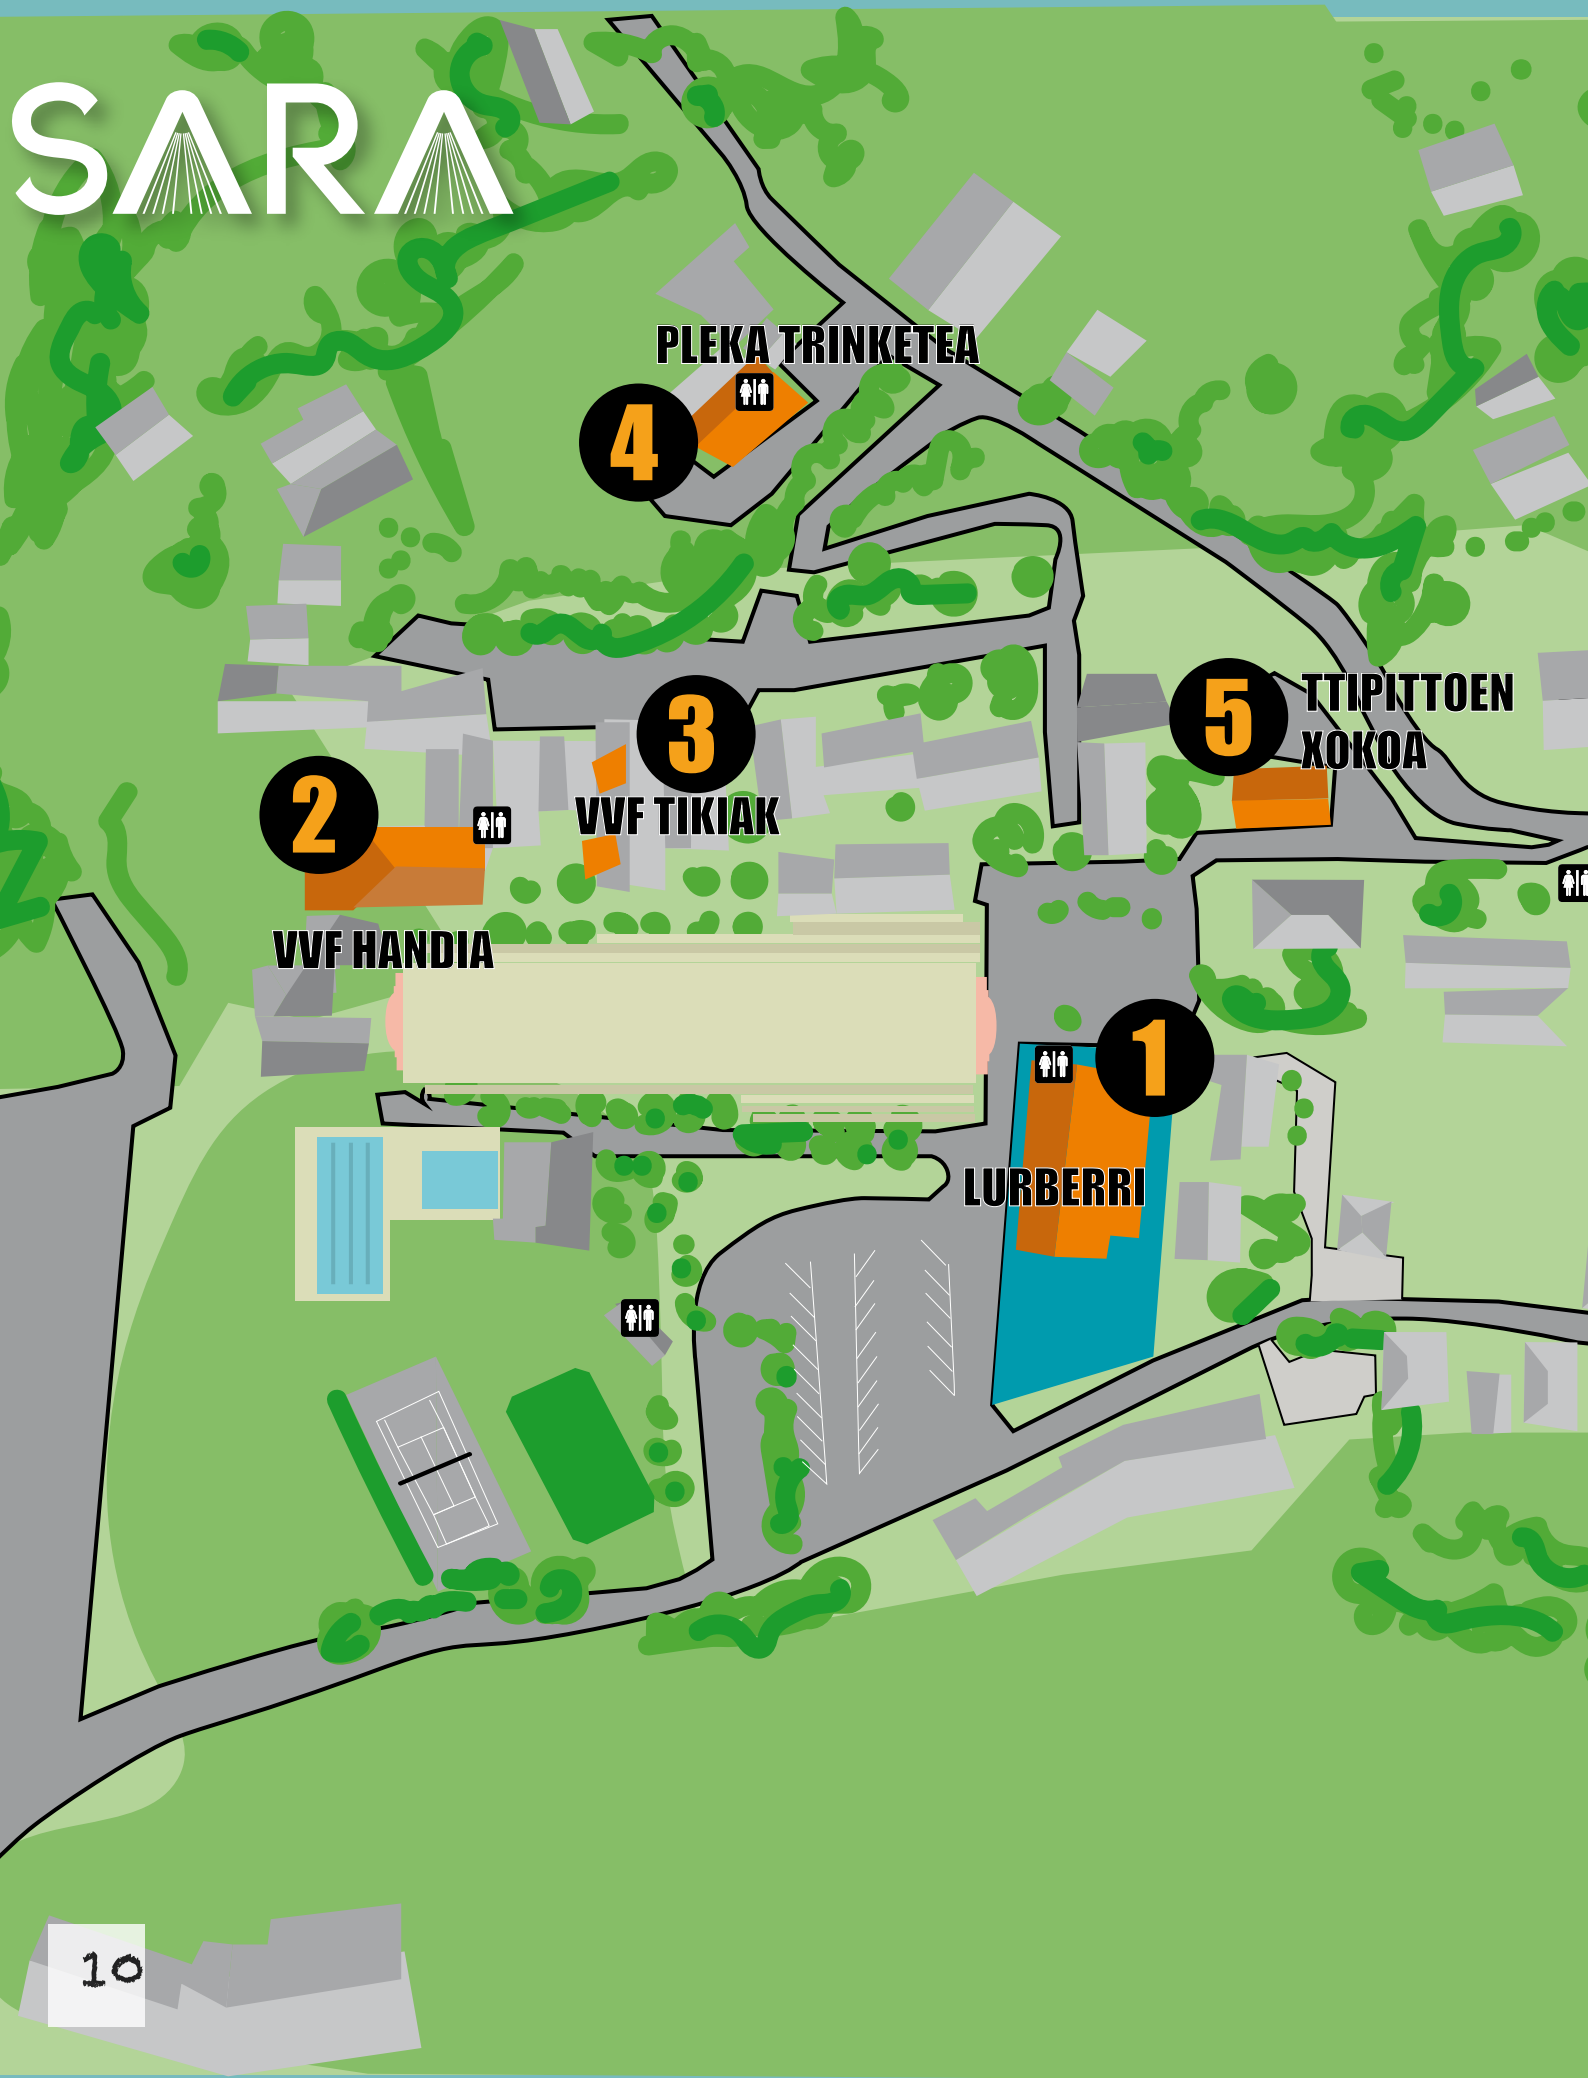 SARA
PLEKA TRINKETEA
4
3
VVF TIKIAK
5
TTIPITTOEN
XOKOA
2
VVF HANDIA
1
LURBERRI
10